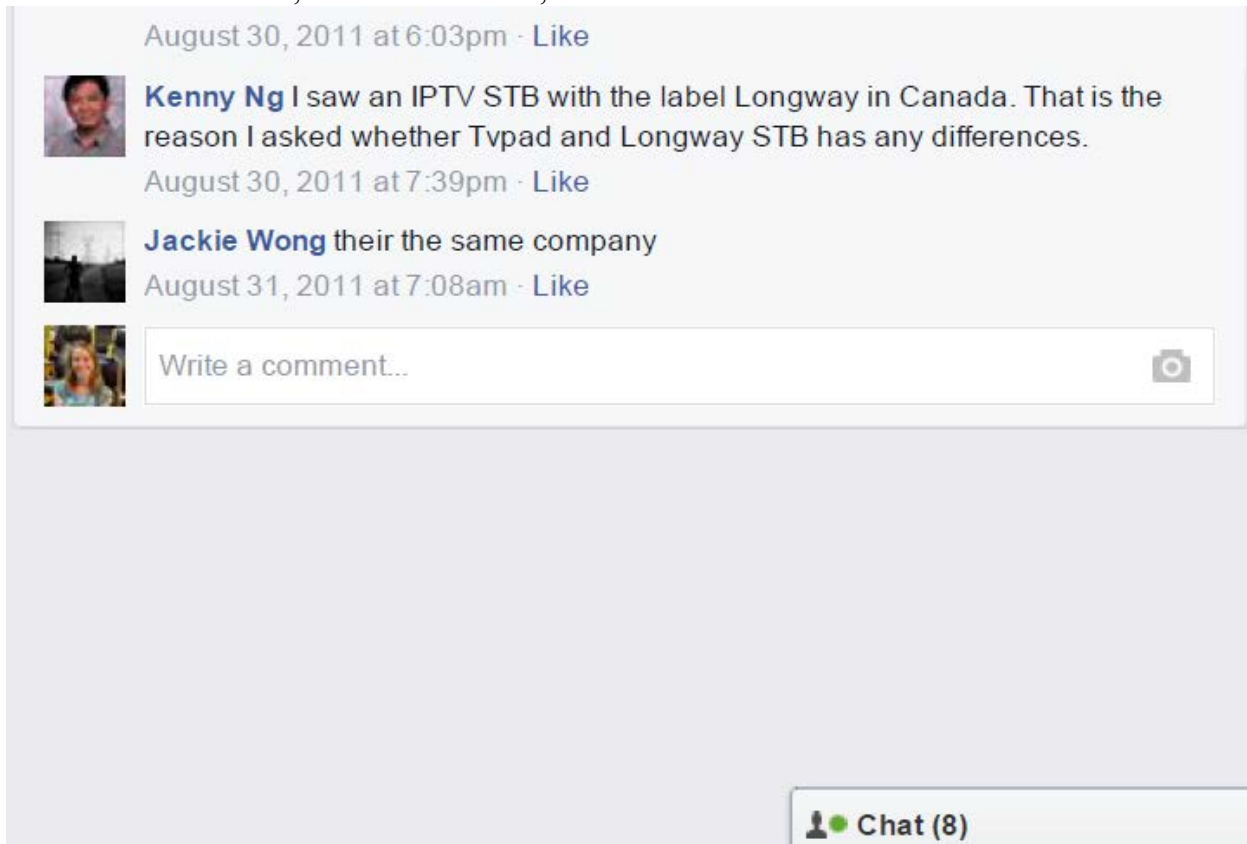 August 30, 2011 at 6:03pm · Like
Kenny Ng I saw an IPTV STB with the label Longway in Canada. That is the
reason I asked whether Tvpad and Longway STB has any differences.
August 30, 2011 at 7:39pm · Like
Jackie Wong their the same company
August 31, 2011 at 7:08am · Like
Write a comment...
Chat (8)